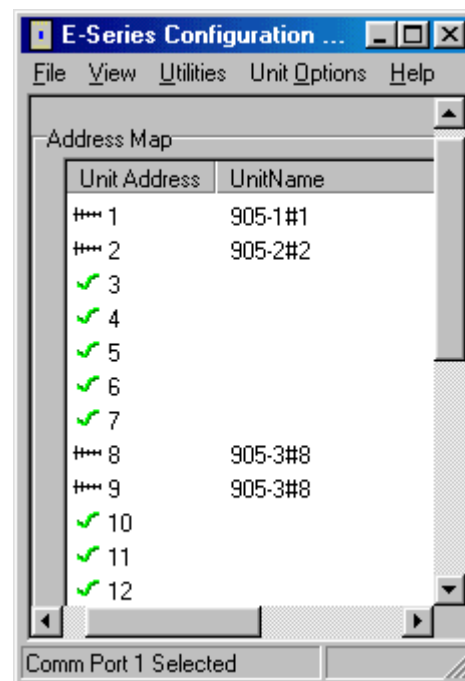 E-Series Configuration ...
File View Utilities Unit Options Help
Address Map
Unit Address UnitName
1 905-1#1
2 905-2#2
3
4
5
6
7
8 905-3#8
9 905-3#8
10
11
12
Comm Port 1 Selected